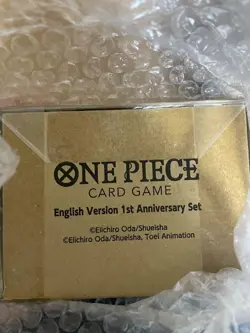 ONE PIECE
CARD GAME
English Version 1st Anniversary Set
©Eiichiro Oda/Shueisha
©Eiichiro Oda/Shueisha, Toei Animation